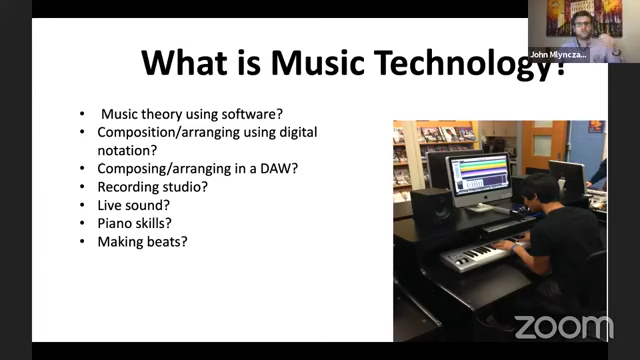 John Mlyncza...
What is Music Technology?
• Music theory using software?
• Composition/arranging using digital
notation?
• Composing/arranging in a DAW?
• Recording studio?
• Live sound?
• Piano skills?
• Making beats?
zoom